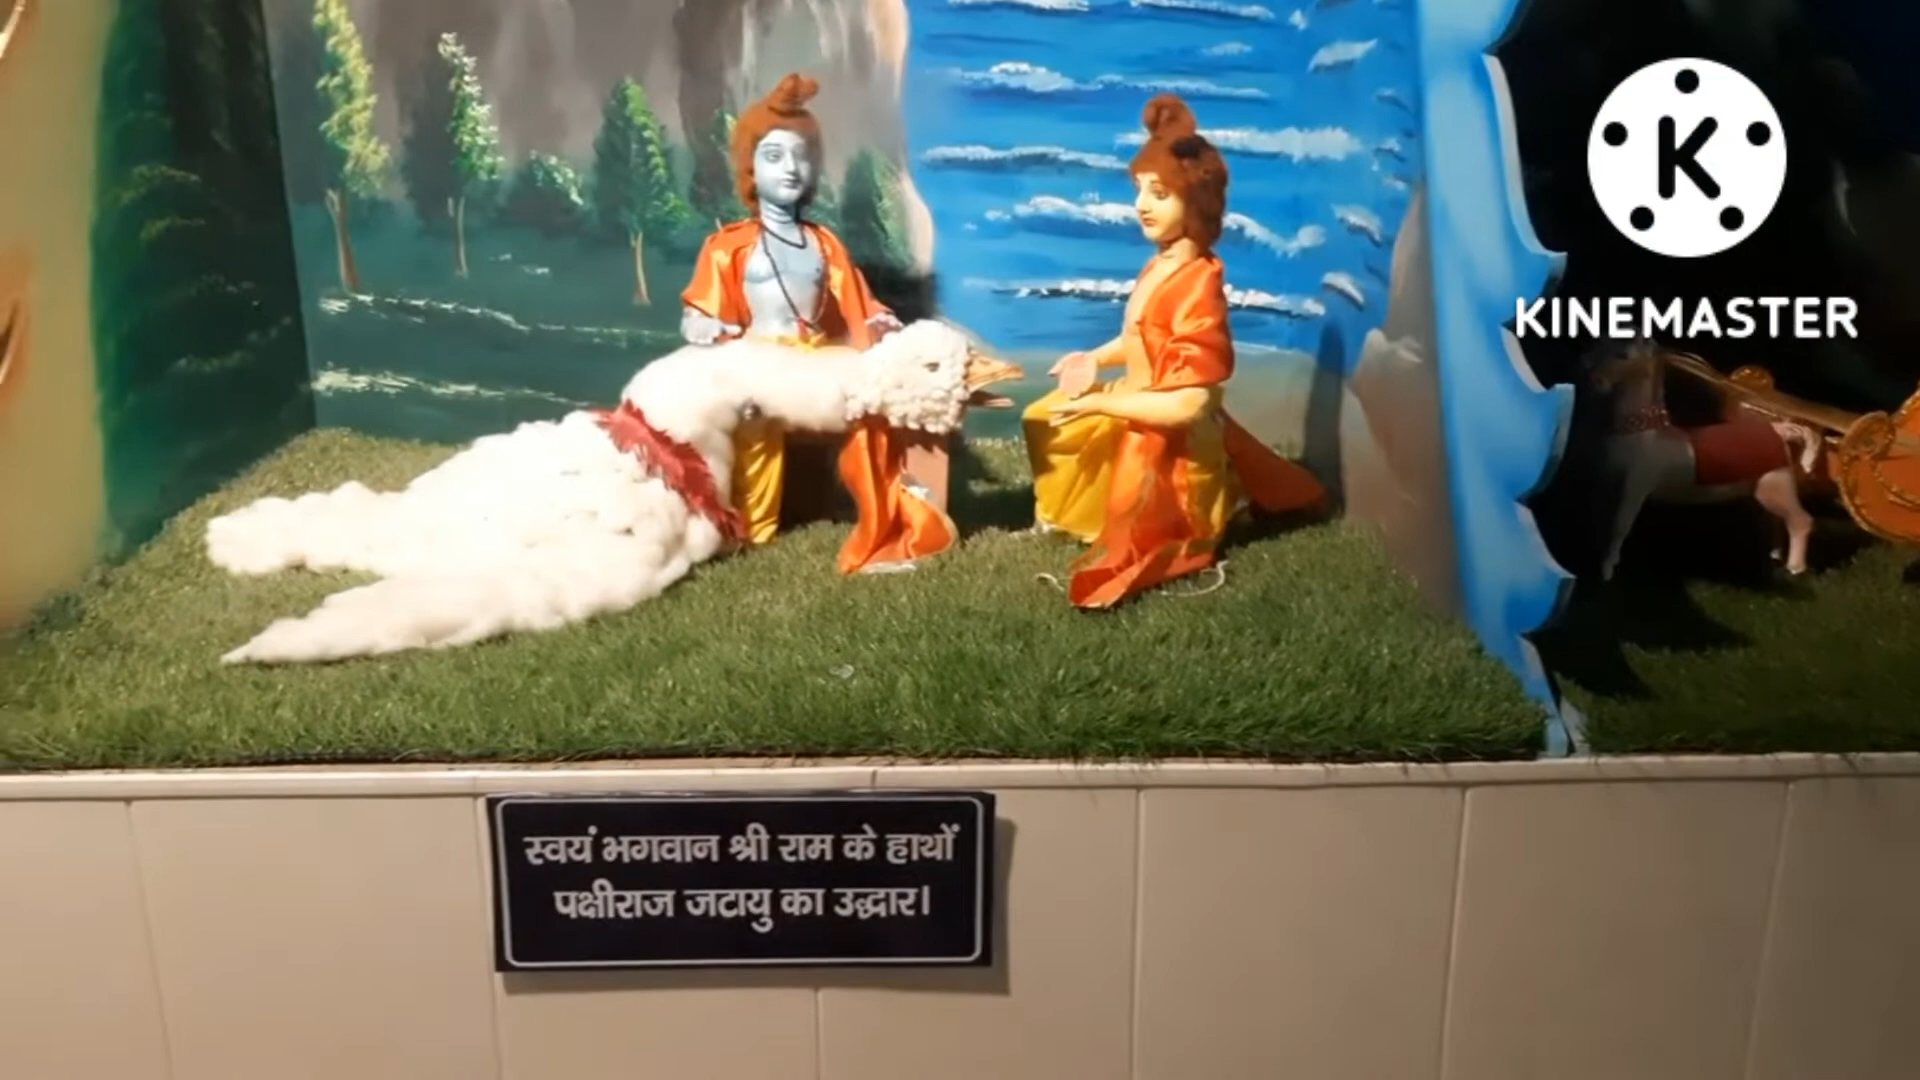 K
KINEMASTER
स्वयं भगवान श्री राम के हाथों
पक्षीराज जटायु का उद्धार।